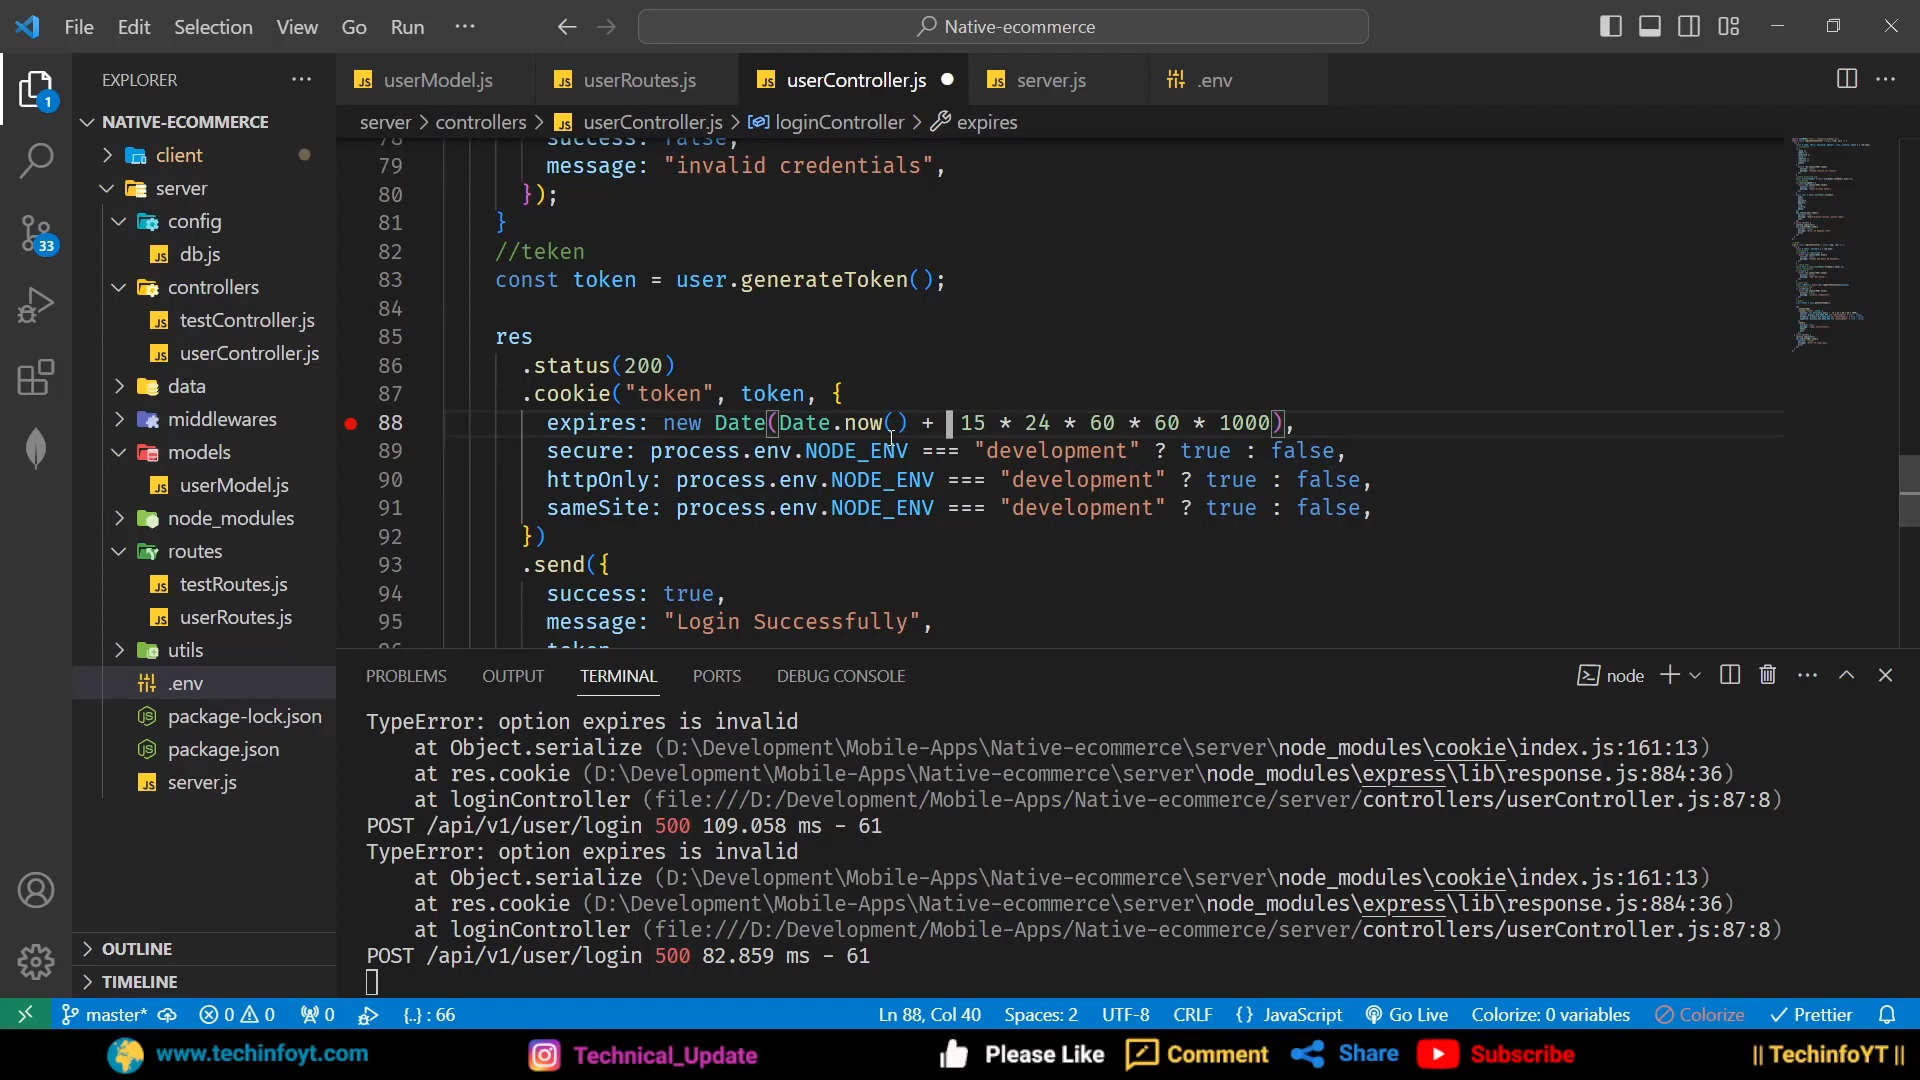 File Edit Selection View Go Run ···
Native-ecommerce
EXPLORER
userModel.js
userRoutes.js
userController.js
server.js
.env
server > controllers > userController.js > loginController > expires
1
33
NATIVE-ECOMMERCE
client
server
config
db.js
controllers
testController.js
userController.js
data
middlewares
models
userModel.js
node_modules
routes
testRoutes.js
userRoutes.js
utils
.env
package-lock.json
package.json
server.js
OUTLINE
TIMELINE
78 success: false,
79 message: "invalid credentials",
80 });
81 }
82 //teken
83 const token = user.generateToken();
84
85 res
86 .status(200)
87 .cookie("token", token, {
88 expires: new Date(Date.now() + 15 * 24 * 60 * 60 * 1000),
89 secure: process.env.NODE_ENV === "development" ? true : false,
90 httpOnly: process.env.NODE_ENV === "development" ? true : false,
91 sameSite: process.env.NODE_ENV === "development" ? true : false,
92 })
93 .send({
94 success: true,
95 message: "Login Successfully",
96 token
PROBLEMS OUTPUT TERMINAL PORTS DEBUG CONSOLE
node
TypeError: option expires is invalid
at Object.serialize (D:\Development\Mobile-Apps\Native-ecommerce\server\node_modules\cookie\index.js:161:13)
at res.cookie (D:\Development\Mobile-Apps\Native-ecommerce\server\node_modules\express\lib\response.js:884:36)
at loginController (file:///D:/Development/Mobile-Apps/Native-ecommerce/server/controllers/userController.js:87:8)
POST /api/v1/user/login 500 109.058 ms - 61
TypeError: option expires is invalid
at Object.serialize (D:\Development\Mobile-Apps\Native-ecommerce\server\node_modules\cookie\index.js:161:13)
at res.cookie (D:\Development\Mobile-Apps\Native-ecommerce\server\node_modules\express\lib\response.js:884:36)
at loginController (file:///D:/Development/Mobile-Apps/Native-ecommerce/server/controllers/userController.js:87:8)
POST /api/v1/user/login 500 82.859 ms - 61
master* 0 0 0 {..} : 66 Ln 88, Col 40 Spaces: 2 UTF-8 CRLF {} JavaScript Go Live Colorize: 0 variables Colorize Prettier
www.techinfoyt.com Technical_Update Please Like Comment Share Subscribe || TechinfoYT ||